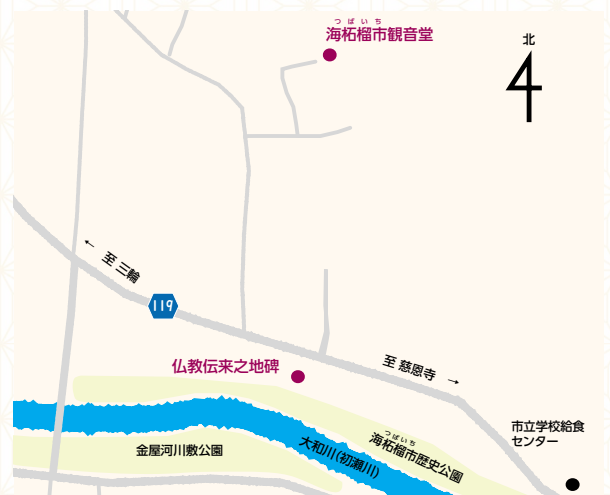 つばいち
海柘榴市観音堂
北
← 至 三輪
119
仏教伝来之地碑
至 慈恩寺 →
市立学校給食
センター
つばいち
海柘榴市歴史公園
大和川(初瀬川)
金屋河川敷公園